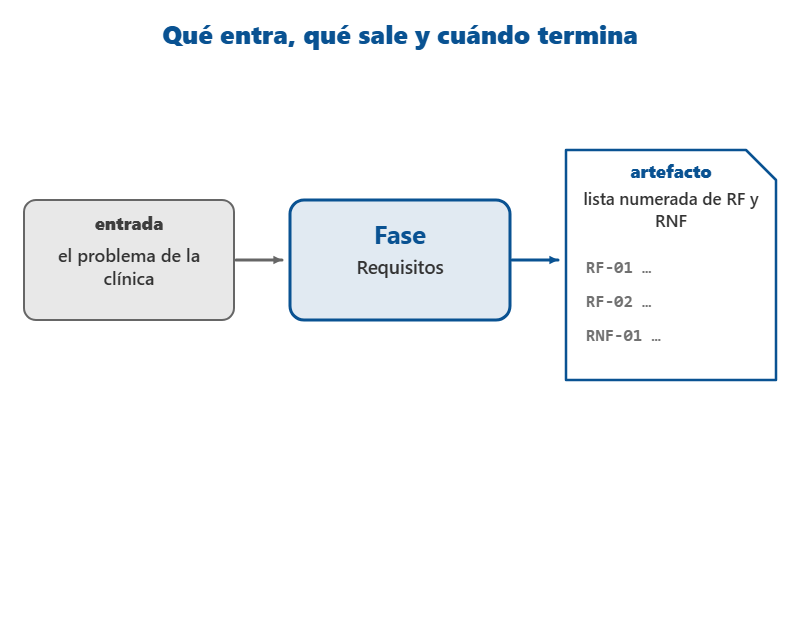 Qué entra, qué sale y cuándo termina
entrada
el problema de la
clínica
Fase
Requisitos
artefacto
lista numerada de RF y
RNF
RF-01 …
RF-02 …
RNF-01 …